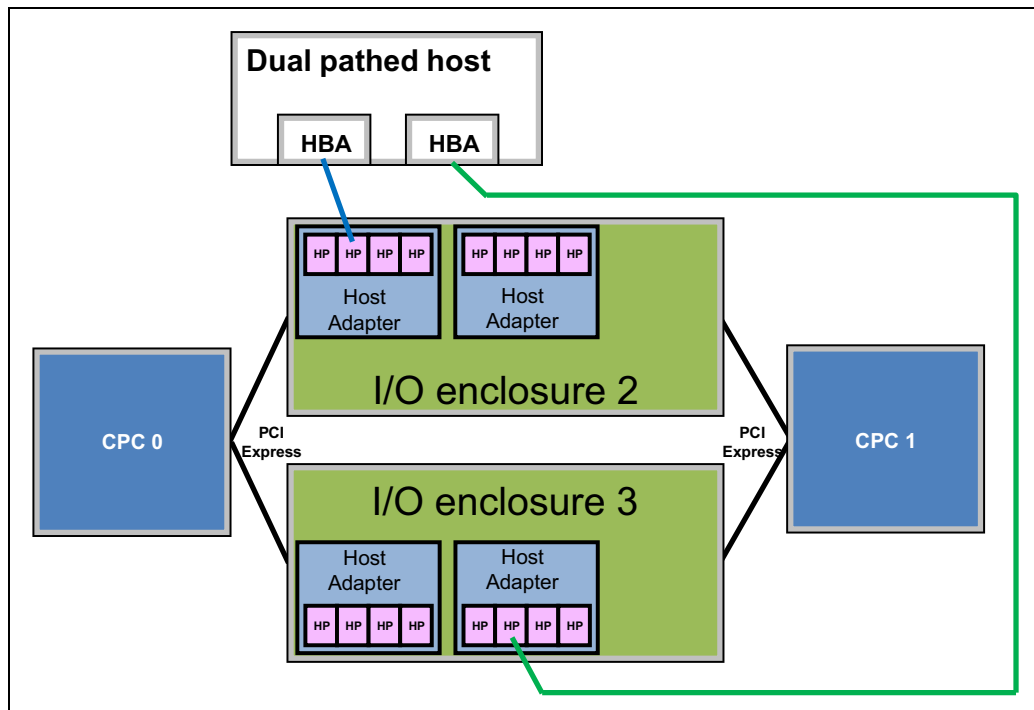 Dual pathed host
HBA
HBA
HP HP HP HP
HP HP HP HP
Host
Adapter
Host
Adapter
I/O enclosure 2
CPC 0
PCI
Express
PCI
Express
CPC 1
I/O enclosure 3
Host
Adapter
Host
Adapter
HP HP HP HP
HP HP HP HP